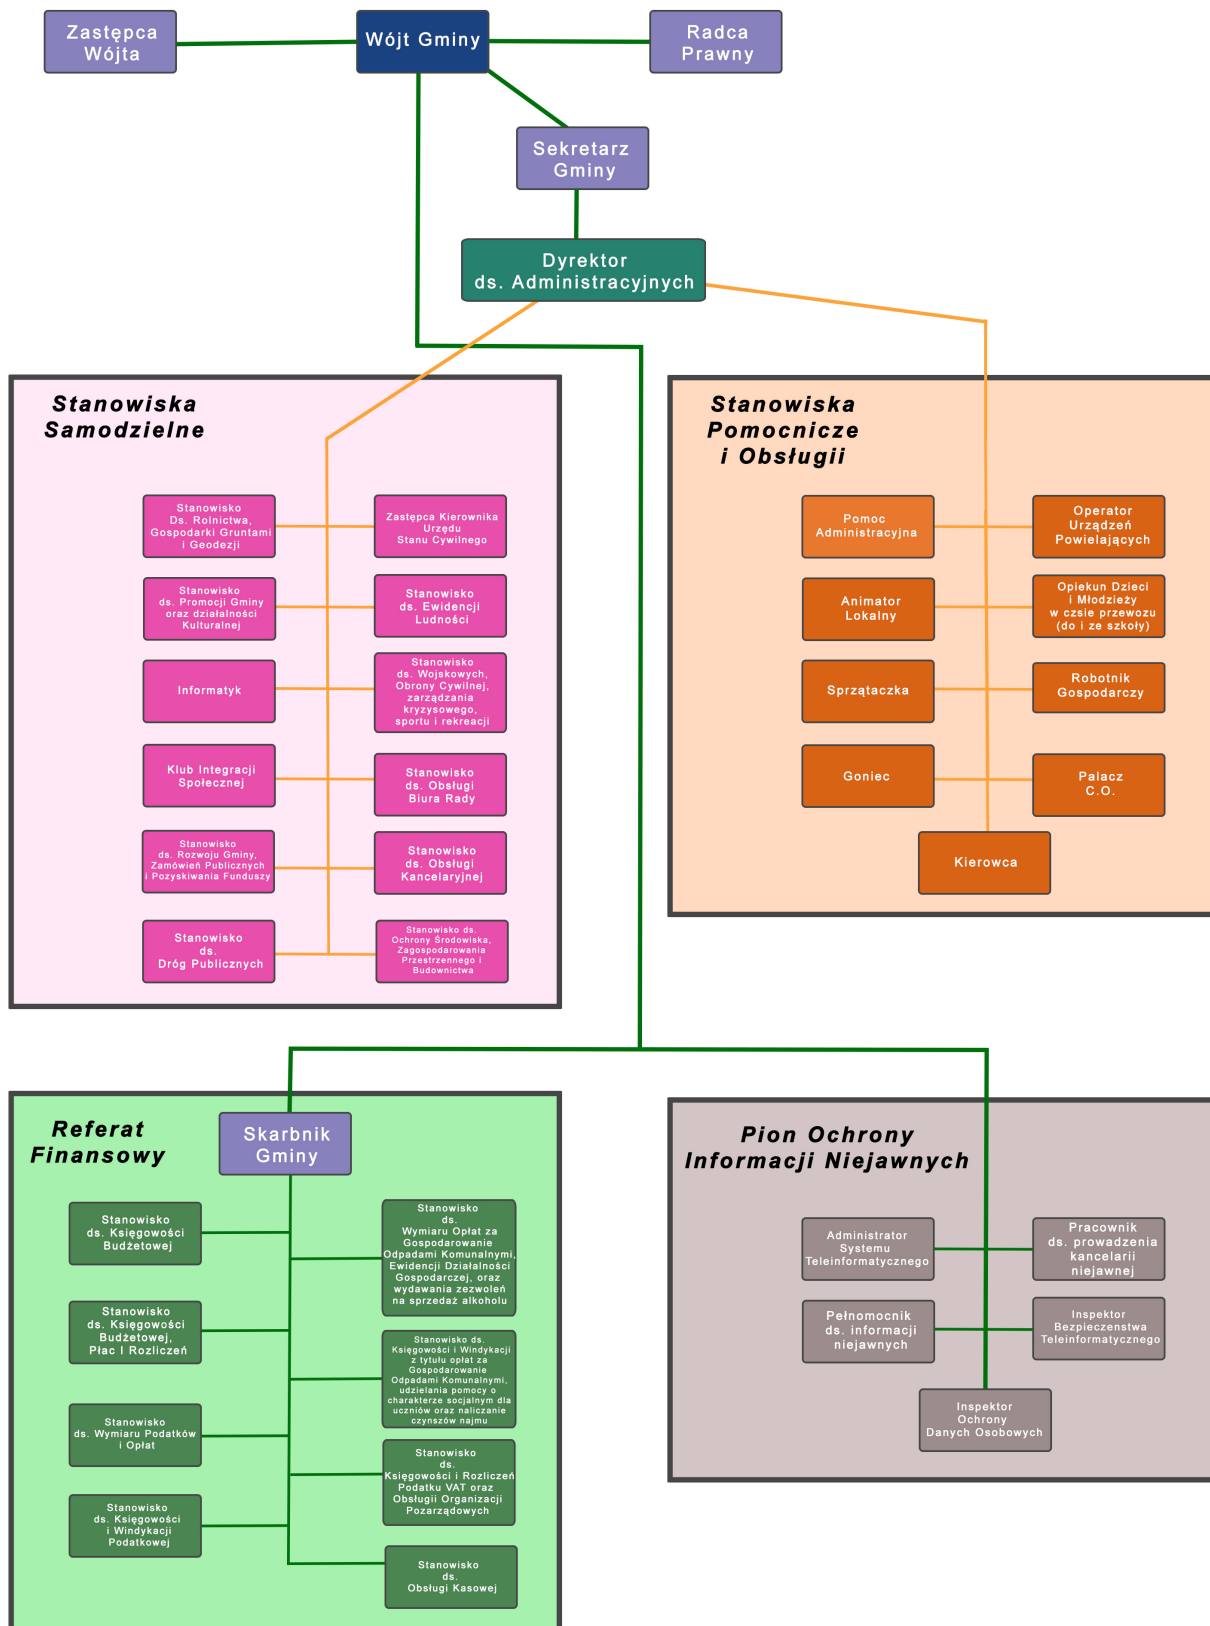 Zastępca
Wójta
Wójt Gminy
Radca
Prawny
Sekretarz
Gminy
Dyrektor
ds. Administracyjnych
Stanowiska
Samodzielne
Stanowisko
Ds. Rolnictwa,
Gospodarki Gruntami
i Geodezji
Zastępca Kierownika
Urzędu
Stanu Cywilnego
Stanowisko
ds. Promocji Gminy
oraz działalności
Kulturalnej
Stanowisko
ds. Ewidencji
Ludności
Informatyk
Stanowisko
ds. Wojskowych,
Obrony Cywilnej,
zarządzania
kryzysowego,
sportu i rekreacji
Klub Integracji
Społecznej
Stanowisko
ds. Obsługi
Biura Rady
Stanowisko
ds. Rozwoju Gminy,
Zamówień Publicznych
i Pozyskiwania Funduszy
Stanowisko
ds. Obsługi
Kancelaryjnej
Stanowisko
ds.
Dróg Publicznych
Stanowisko ds.
Ochrony Środowiska,
Zagospodarowania
Przestrzennego i
Budownictwa
Stanowiska
Pomocnicze
i Obsługii
Pomoc
Administracyjna
Operator
Urządzeń
Powielających
Animator
Lokalny
Opiekun Dzieci
i Młodzieży
w czsie przewozu
(do i ze szkoły)
Sprzątaczka
Robotnik
Gospodarczy
Goniec
Palacz
C.O.
Kierowca
Referat
Finansowy
Skarbnik
Gminy
Stanowisko
ds. Księgowości
Budżetowej
Stanowisko
ds.
Wymiaru Opłat za
Gospodarowanie
Odpadami Komunalnymi,
Ewidencji Działalności
Gospodarczej, oraz
wydawania zezwoleń
na sprzedaż alkoholu
Stanowisko
ds. Księgowości
Budżetowej,
Płac I Rozliczeń
Stanowisko ds.
Księgowości i Windykacji
z tytułu opłat za
Gospodarowanie
Odpadami Komunalnymi,
udzielania pomocy o
charakterze socjalnym dla
uczniów oraz naliczanie
czynszów najmu
Stanowisko
ds. Wymiaru Podatków
i Opłat
Stanowisko
ds.
Księgowości i Rozliczeń
Podatku VAT oraz
Obsługii Organizacji
Pozarządowych
Stanowisko
ds. Księgowości
i Windykacji
Podatkowej
Stanowisko
ds.
Obsługi Kasowej
Pion Ochrony
Informacji Niejawnych
Administrator
Systemu
Teleinformatycznego
Pracownik
ds. prowadzenia
kancelarii
niejawnej
Pełnomocnik
ds. informacji
niejawnych
Inspektor
Bezpieczenstwa
Teleinformatycznego
Inspektor
Ochrony
Danych Osobowych